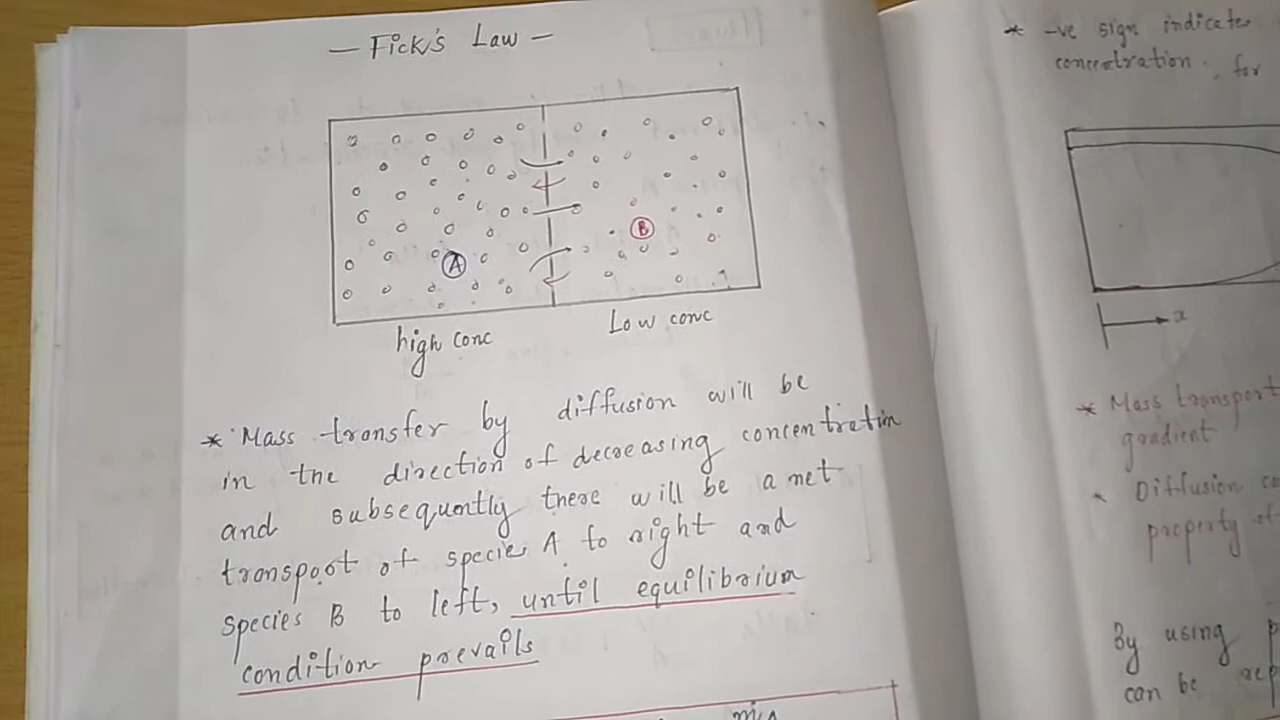 — Fick's Law —
A
B
high conc
Low conc
* Mass transfer by diffusion will be
in the direction of decreasing concentration
and subsequently there will be a net
transport of species A to right and
species B to left, until equilibrium
condition prevails
* -ve sign indicates
concentration, for
x
* Mass transport
gradient
* Diffusion co
property of
By using
can be rep